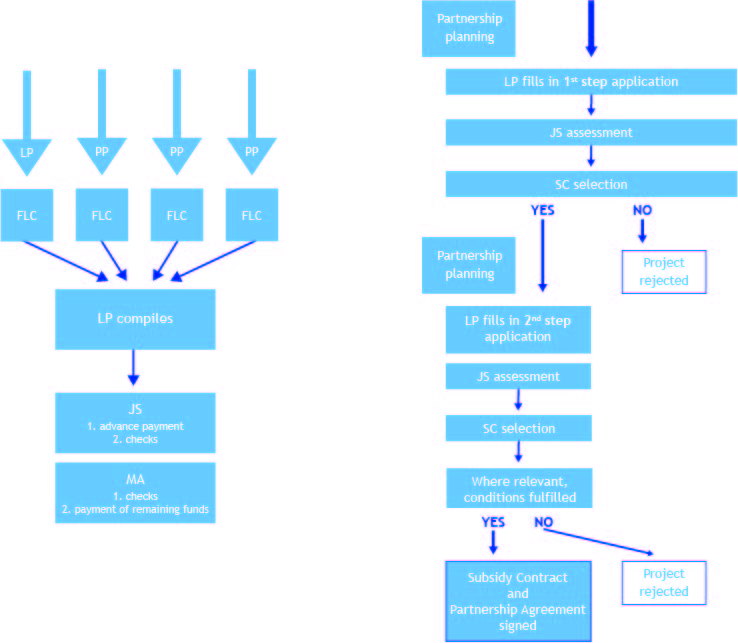 LP
PP
PP
PP
FLC
FLC
FLC
FLC
LP compiles
JS
1. advance payment
2. checks
MA
1. checks
2. payment of remaining funds
Partnership
planning
LP fills in 1st step application
JS assessment
SC selection
YES
NO
Project
rejected
Partnership
planning
LP fills in 2nd step
application
JS assessment
SC selection
Where relevant,
conditions fulfilled
YES
NO
Subsidy Contract
and
Partnership Agreement
signed
Project
rejected